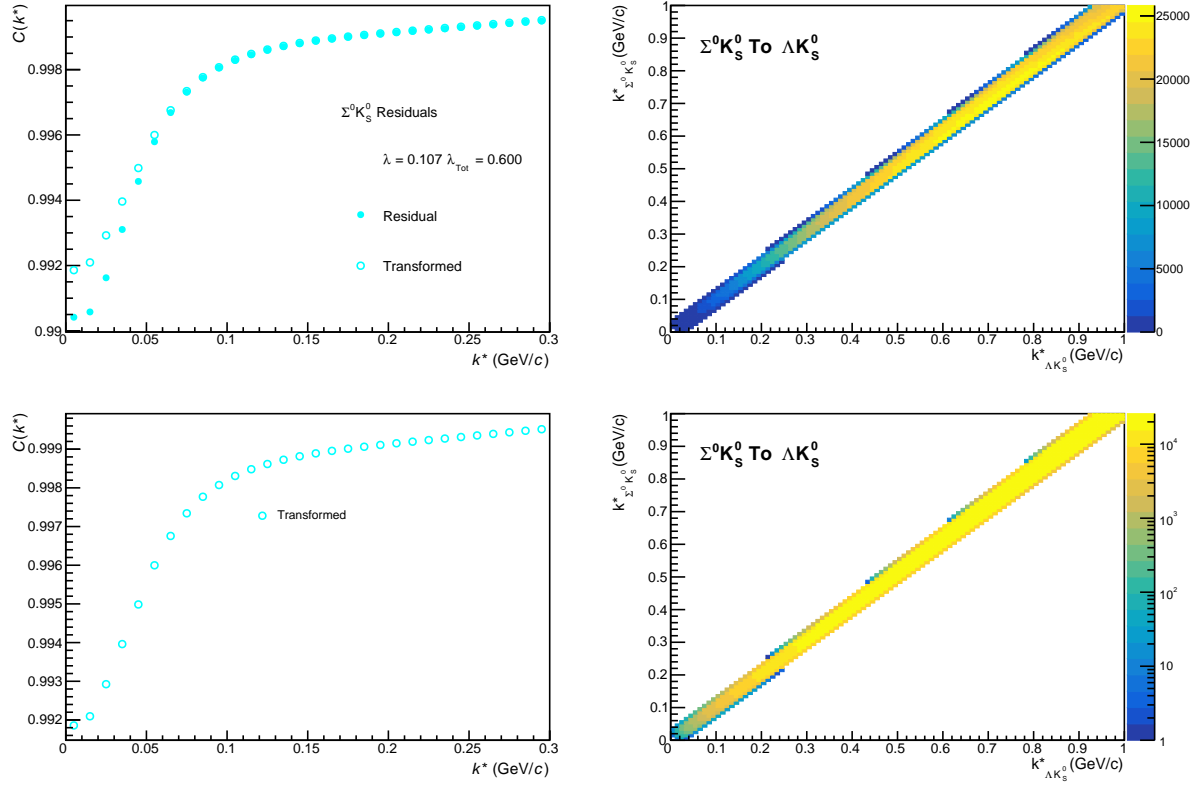 C(k*)
0.998
0.996
0.994
0.992
0.99
Σ⁰K⁰S Residuals
λ = 0.107 λTot = 0.600
Residual
Transformed
0 0.05 0.1 0.15 0.2 0.25 0.3
k* (GeV/c)
k*Σ⁰K⁰S (GeV/c)
1
0.9
0.8
0.7
0.6
0.5
0.4
0.3
0.2
0.1
0
Σ⁰K⁰S To ΛK⁰S
0 0.1 0.2 0.3 0.4 0.5 0.6 0.7 0.8 0.9 1
k*ΛK⁰S (GeV/c)
25000
20000
15000
10000
5000
0
C(k*)
0.999
0.998
0.997
0.996
0.995
0.994
0.993
0.992
Transformed
0 0.05 0.1 0.15 0.2 0.25 0.3
k* (GeV/c)
k*Σ⁰K⁰S (GeV/c)
1
0.9
0.8
0.7
0.6
0.5
0.4
0.3
0.2
0.1
0
Σ⁰K⁰S To ΛK⁰S
0 0.1 0.2 0.3 0.4 0.5 0.6 0.7 0.8 0.9 1
k*ΛK⁰S (GeV/c)
10⁴
10³
10²
10
1